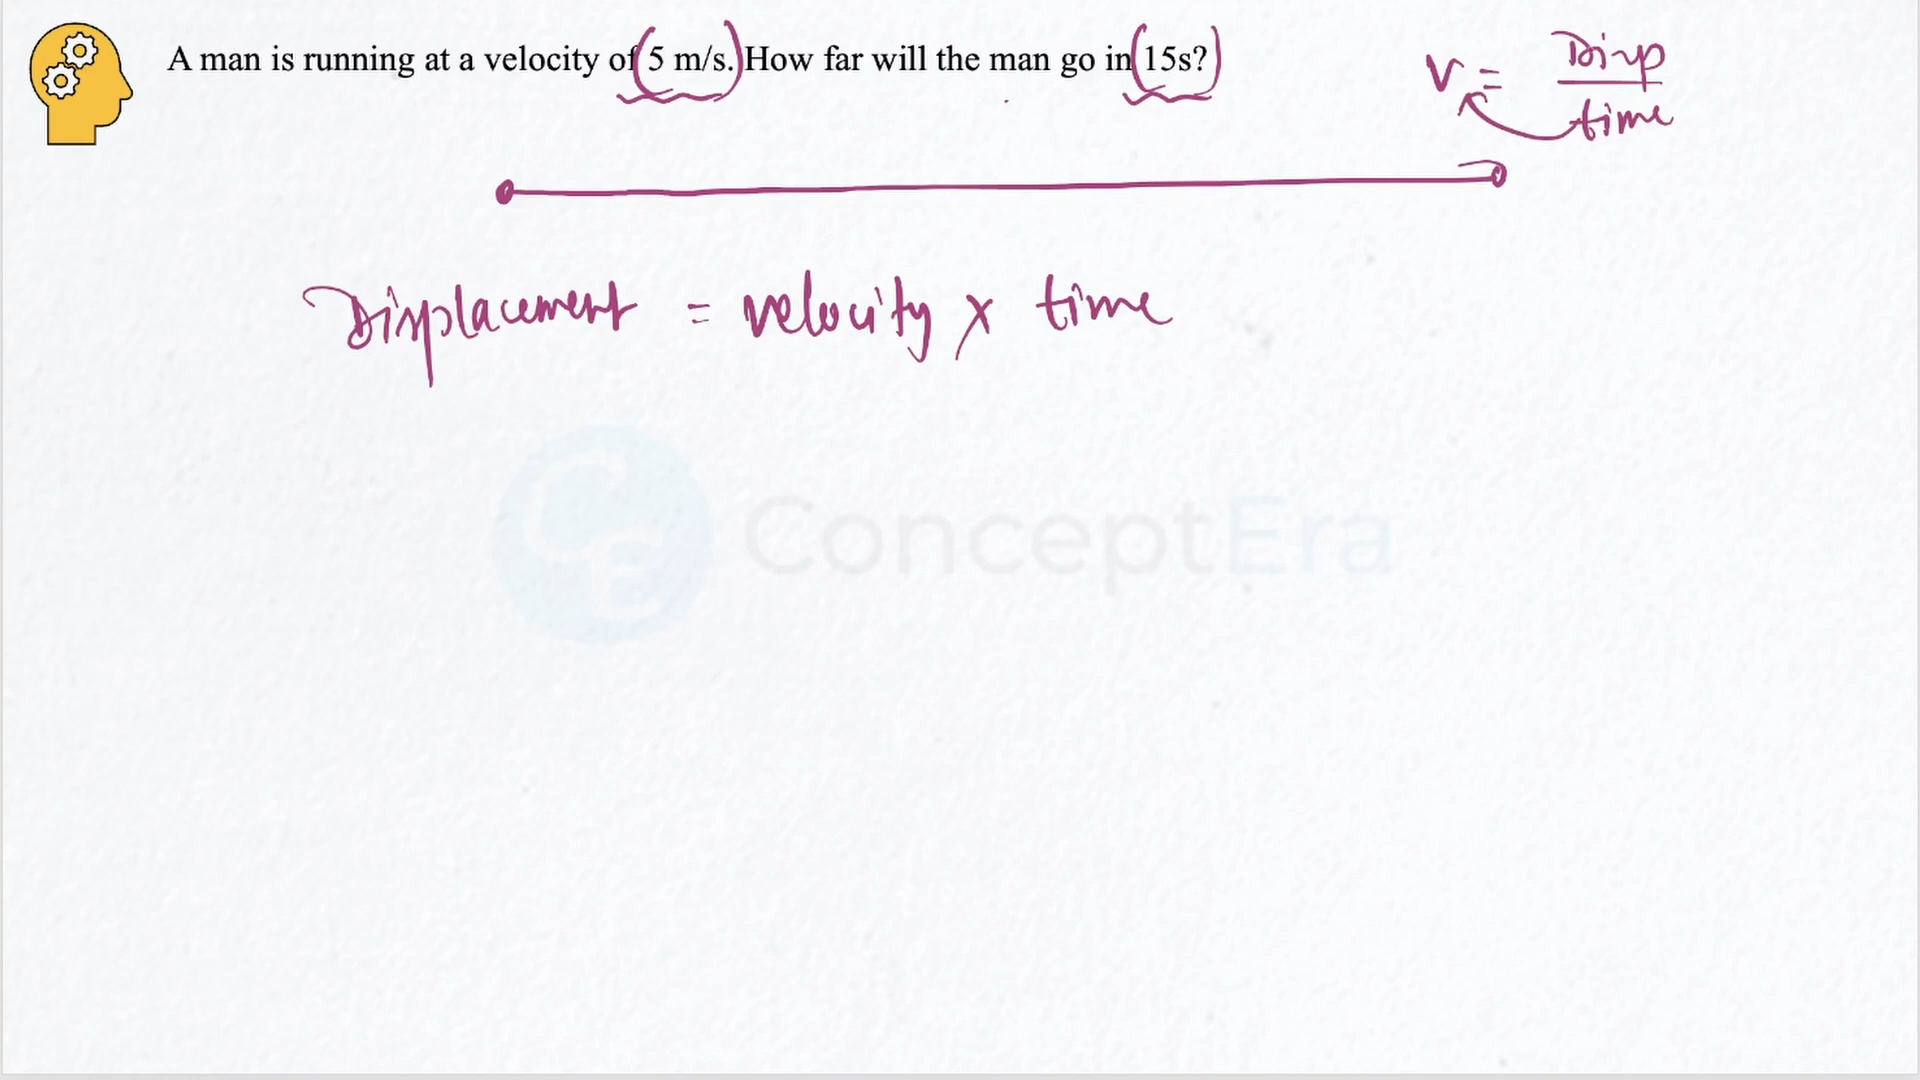 A man is running at a velocity of 5 m/s. How far will the man go in 15s?
V = Disp
time
Displacement = velocity x time
CE ConceptEra